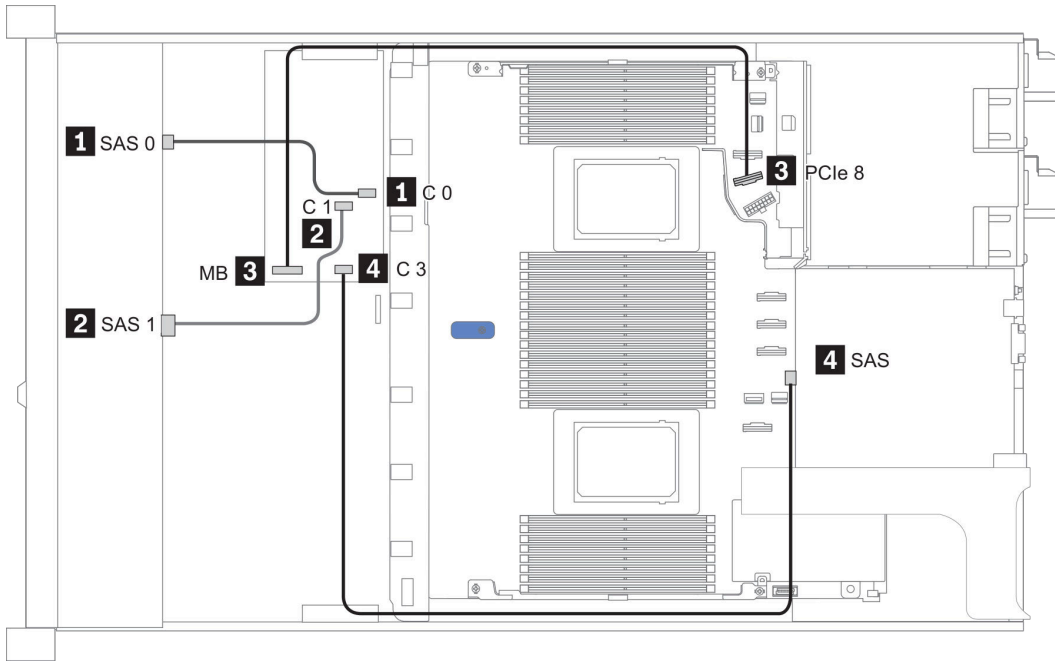 1 SAS 0
1 C 0
C 1
2
3 PCIe 8
MB 3
4 C 3
2 SAS 1
4 SAS